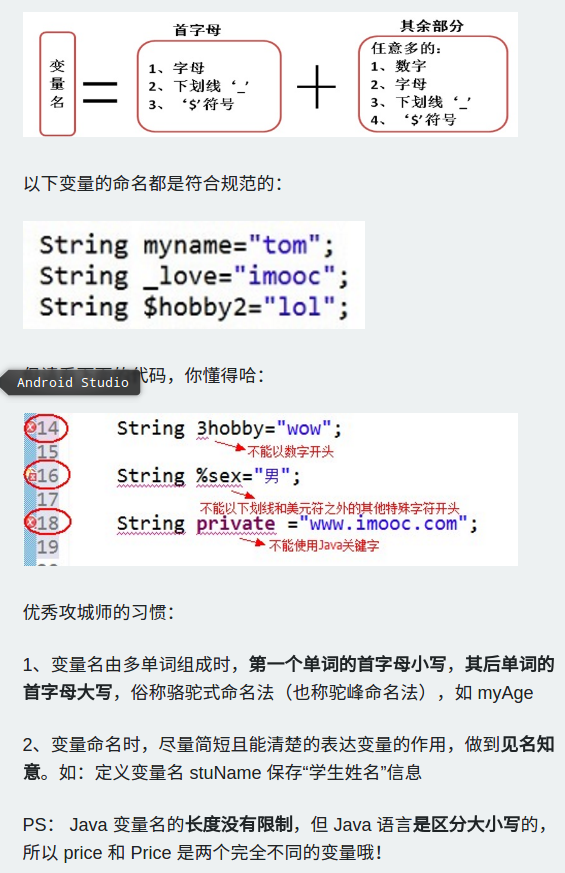 首字母
其余部分
变量名
1、字母
2、下划线‘_’
3、‘$’符号
任意多的：
1、数字
2、字母
3、下划线‘_’
4、‘$’符号
以下变量的命名都是符合规范的：
String myname="tom";
String _love="imooc";
String $hobby2="lol";
代码，你懂得哈：
Android Studio
14 String 3hobby="wow";
15 不能以数字开头
16 String %sex="男";
17 不能以下划线和美元符之外的其他特殊字符开头
18 String private ="www.imooc.com";
19 不能使用Java关键字
优秀攻城师的习惯：
1、变量名由多单词组成时，第一个单词的首字母小写，其后单词的
首字母大写，俗称骆驼式命名法（也称驼峰命名法），如 myAge
2、变量命名时，尽量简短且能清楚的表达变量的作用，做到见名知
意。如：定义变量名 stuName 保存“学生姓名”信息
PS： Java 变量名的长度没有限制，但 Java 语言是区分大小写的，
所以 price 和 Price 是两个完全不同的变量哦！